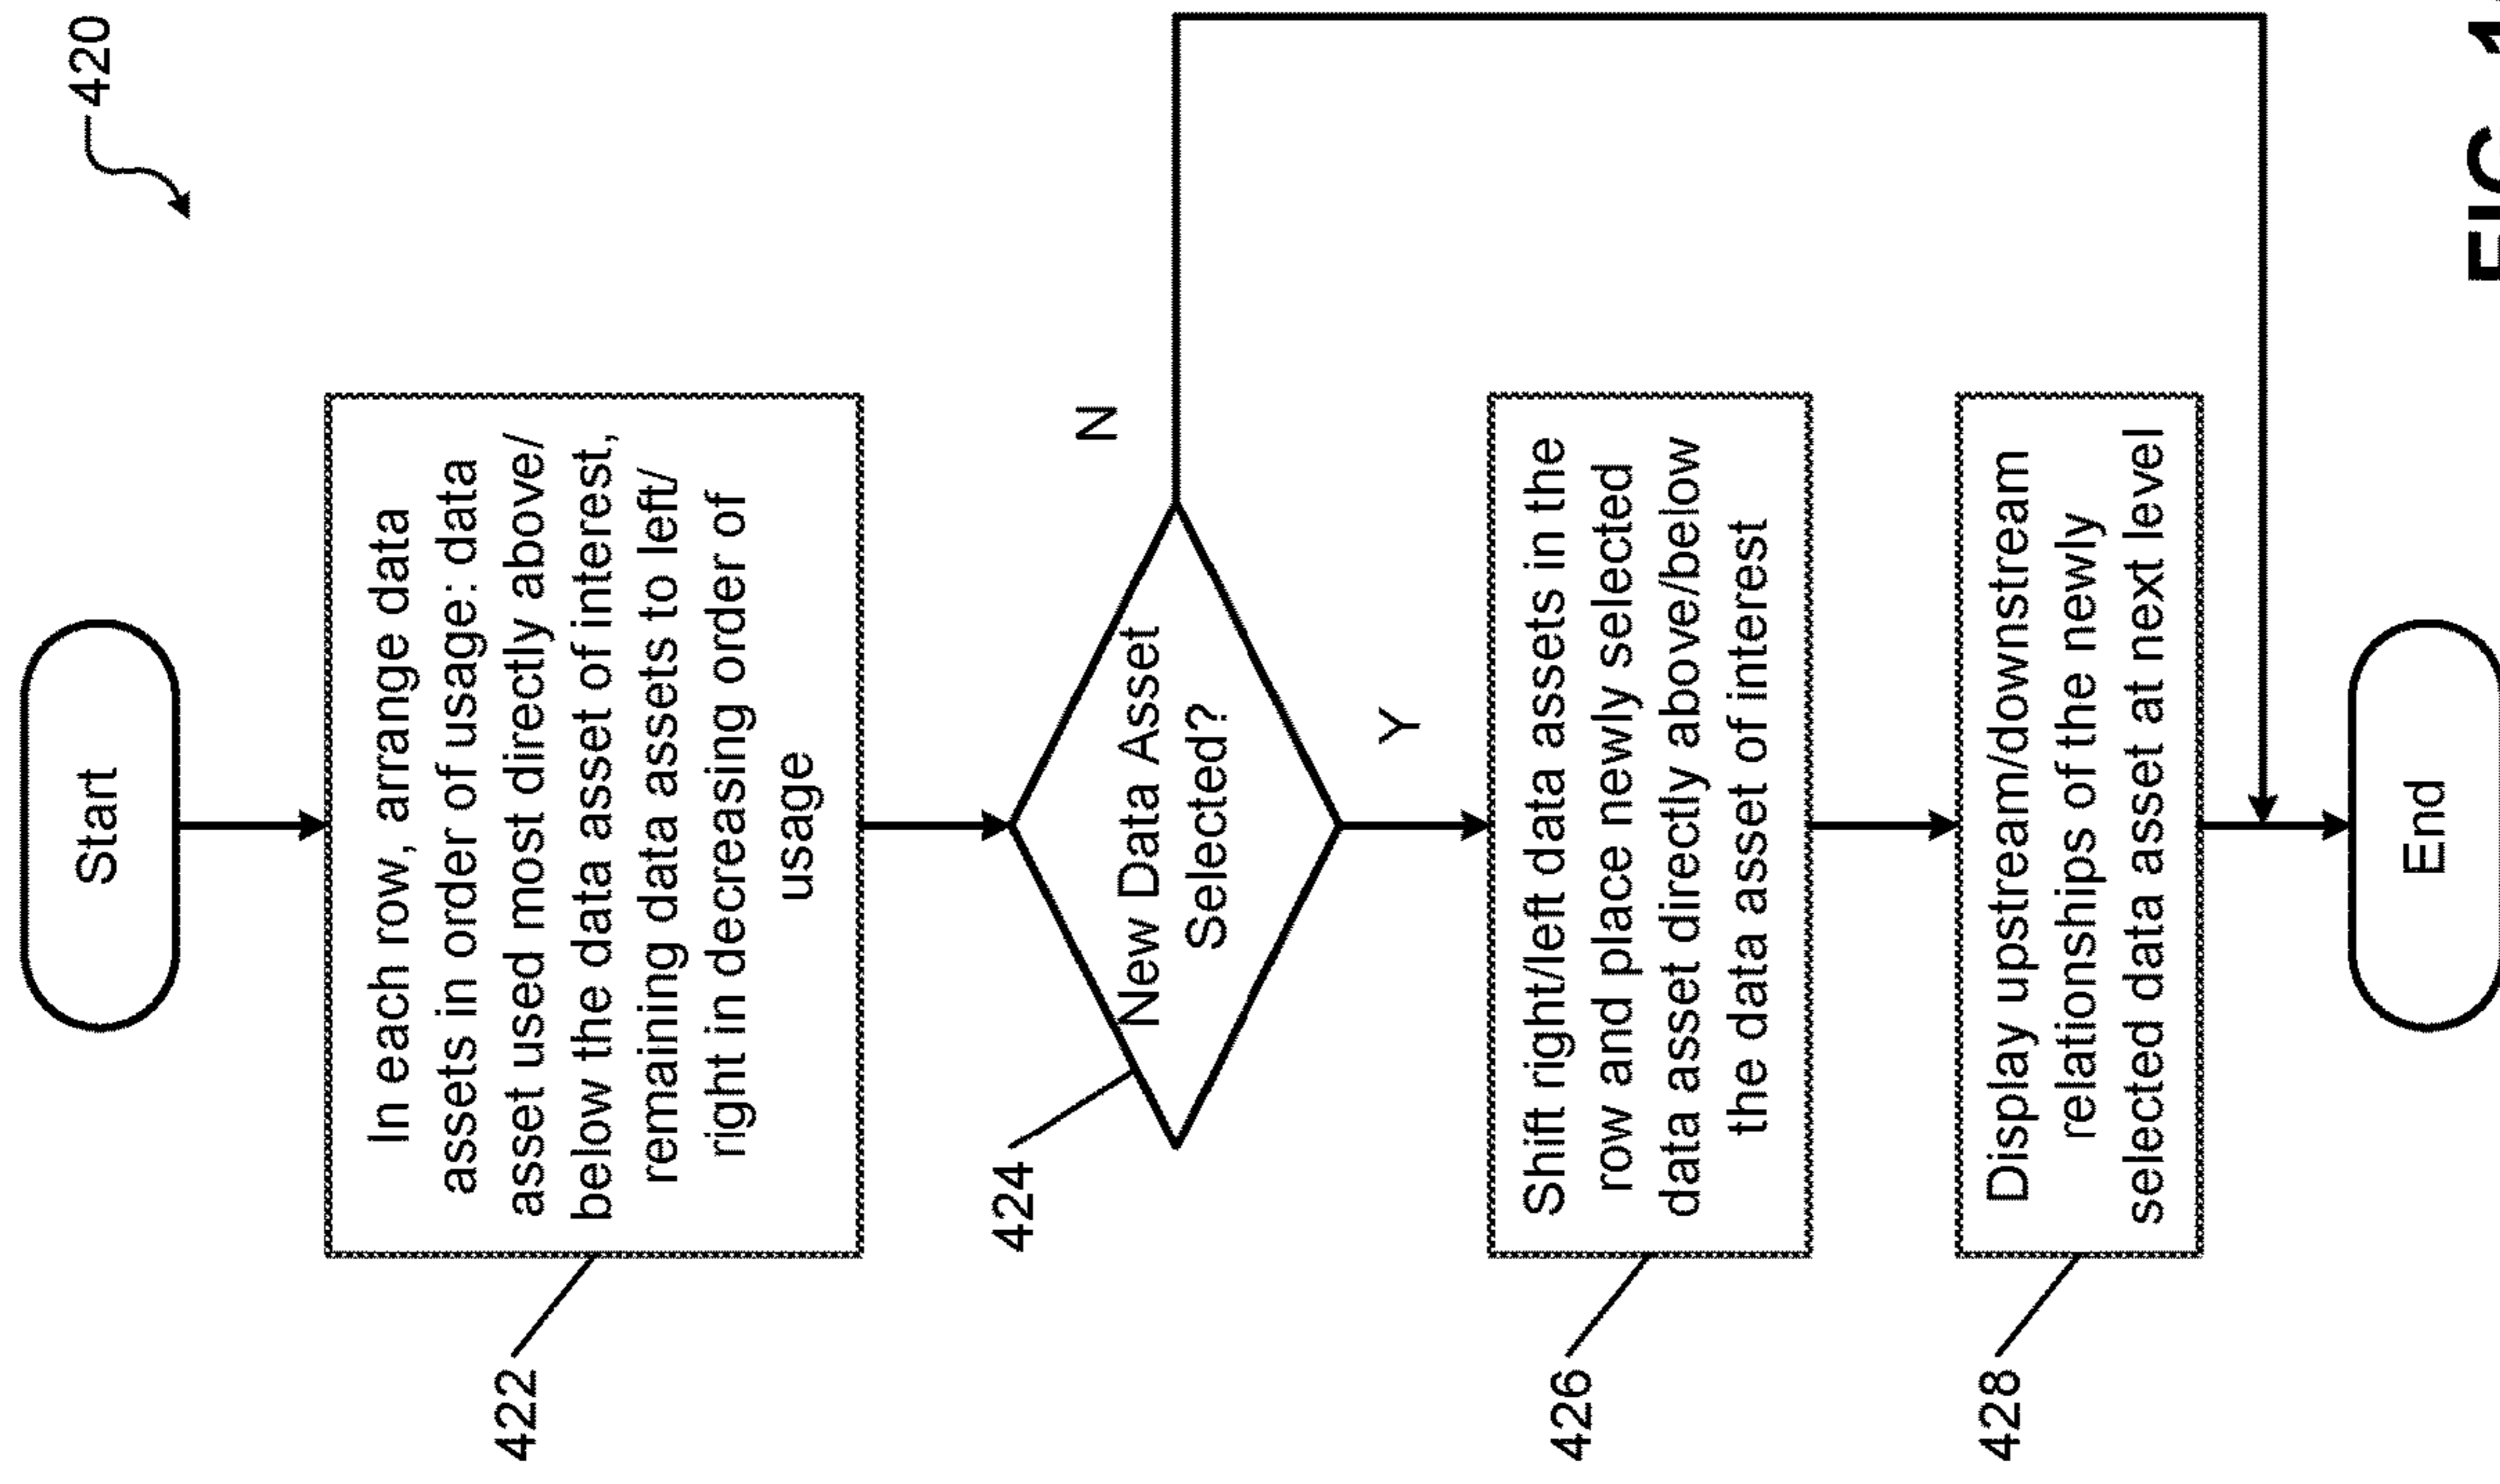 420
Start
422
In each row, arrange data
assets in order of usage: data
asset used most directly above/
below the data asset of interest,
remaining data assets to left/
right in decreasing order of
usage
424
New Data Asset
Selected?
N
Y
426
Shift right/left data assets in the
row and place newly selected
data asset directly above/below
the data asset of interest
428
Display upstream/downstream
relationships of the newly
selected data asset at next level
End